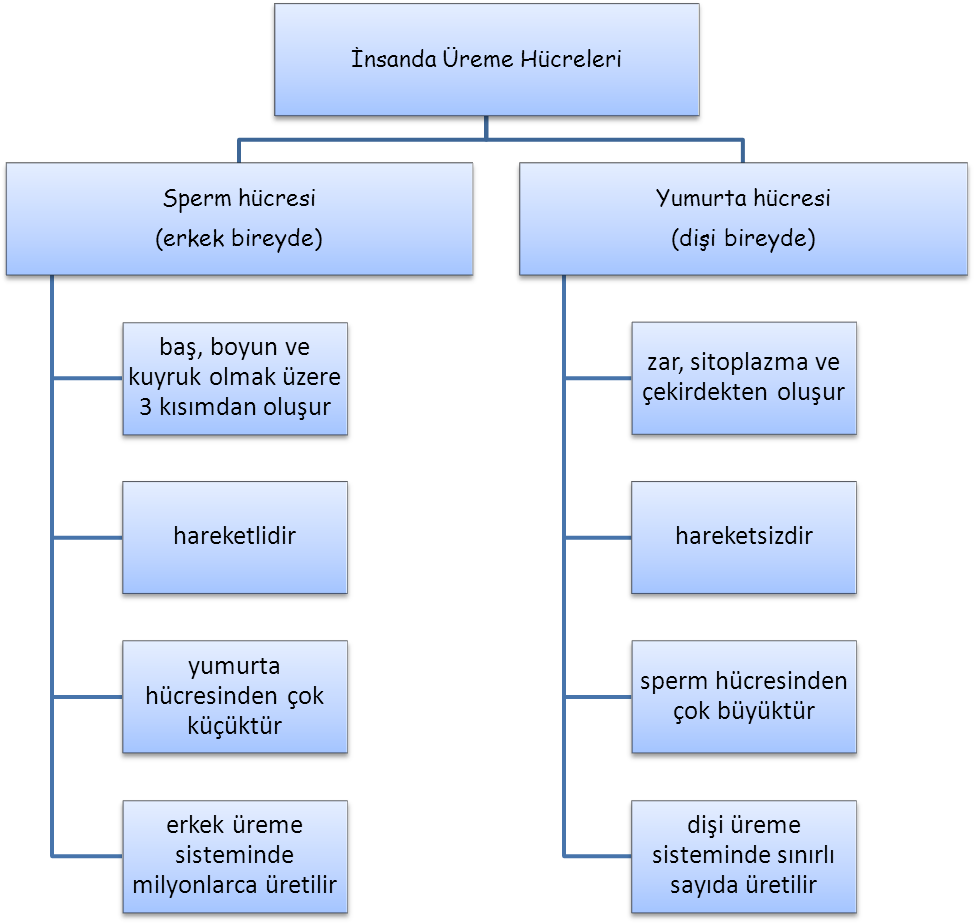 İnsanda Üreme Hücreleri
Sperm hücresi
(erkek bireyde)
baş, boyun ve
kuyruk olmak üzere
3 kısımdan oluşur
hareketlidir
yumurta
hücresinden çok
küçüktür
erkek üreme
sisteminde
milyonlarca üretilir
Yumurta hücresi
(dişi bireyde)
zar, sitoplazma ve
çekirdekten oluşur
hareketsizdir
sperm hücresinden
çok büyüktür
dişi üreme
sisteminde sınırlı
sayıda üretilir